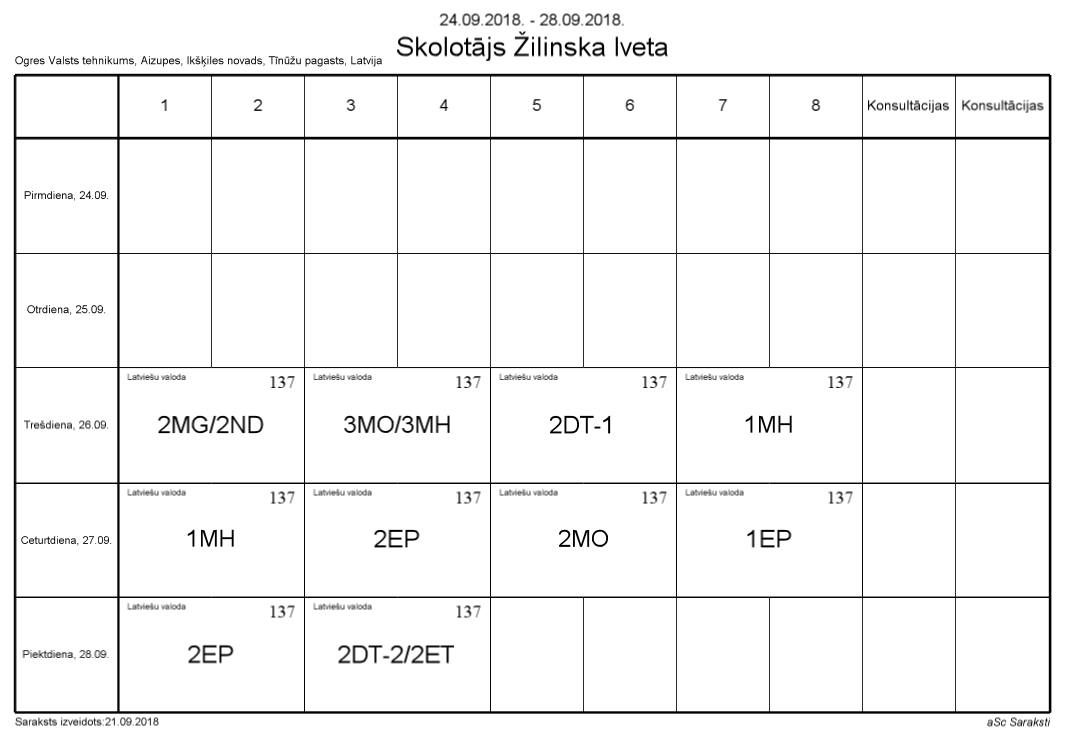 24.09.2018. - 28.09.2018.
Skolotājs Žilinska Iveta
Ogres Valsts tehnikums, Aizupes, Ikšķiles novads, Tīnūžu pagasts, Latvija
1 2 3 4 5 6 7 8 Konsultācijas Konsultācijas
Pirmdiena, 24.09.
Otrdiena, 25.09.
Latviešu valoda 137 Latviešu valoda 137 Latviešu valoda 137 Latviešu valoda 137
Trešdiena, 26.09. 2MG/2ND 3MO/3MH 2DT-1 1MH
Latviešu valoda 137 Latviešu valoda 137 Latviešu valoda 137 Latviešu valoda 137
Ceturtdiena, 27.09. 1MH 2EP 2MO 1EP
Latviešu valoda 137 Latviešu valoda 137
Piektdiena, 28.09. 2EP 2DT-2/2ET
Saraksts izveidots:21.09.2018 aSc Saraksti